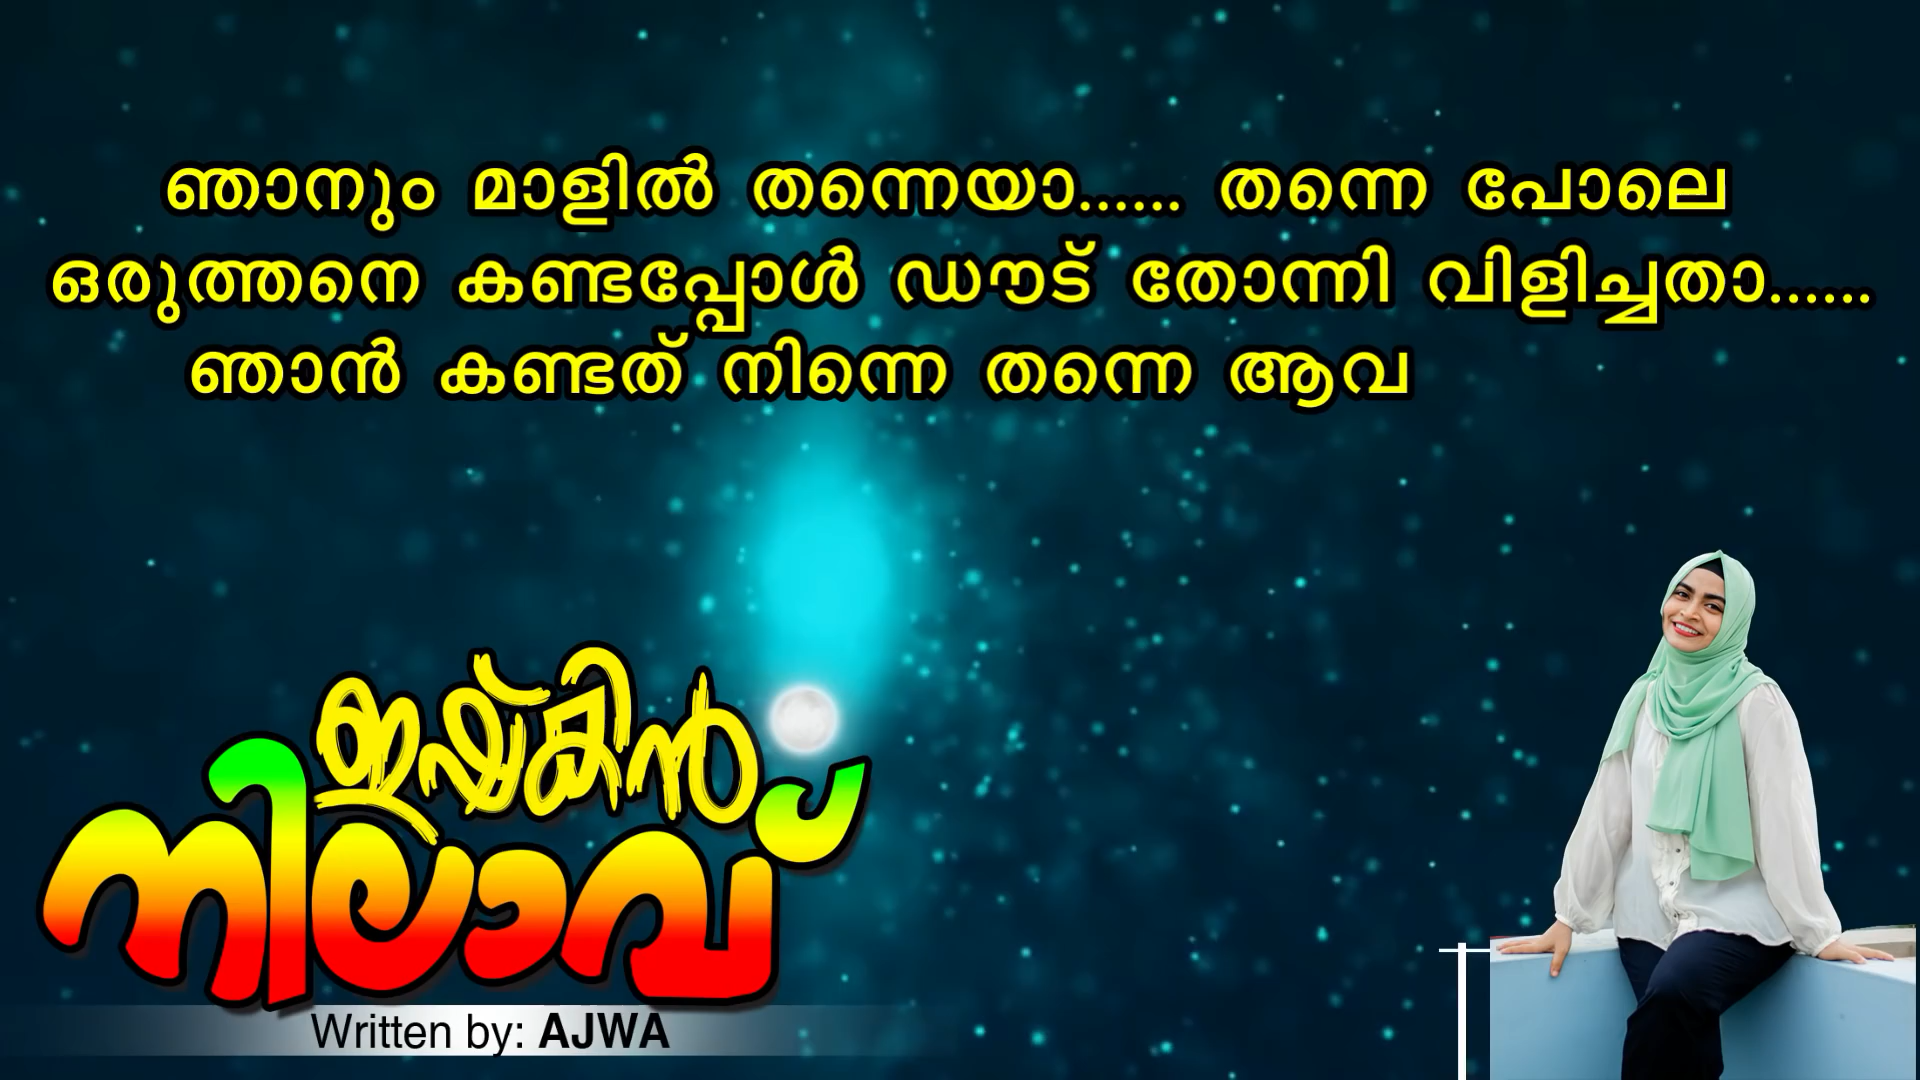 ഞാനും മാളിൽ തന്നെയാ...... തന്നെ പോലെ
ഒരുത്തനെ കണ്ടപ്പോൾ ഡൗട് തോന്നി വിളിച്ചതാ......
ഞാൻ കണ്ടത് നിന്നെ തന്നെ ആവ
ഇഷ്കിൻ
നിലാവ്
Written by: AJWA